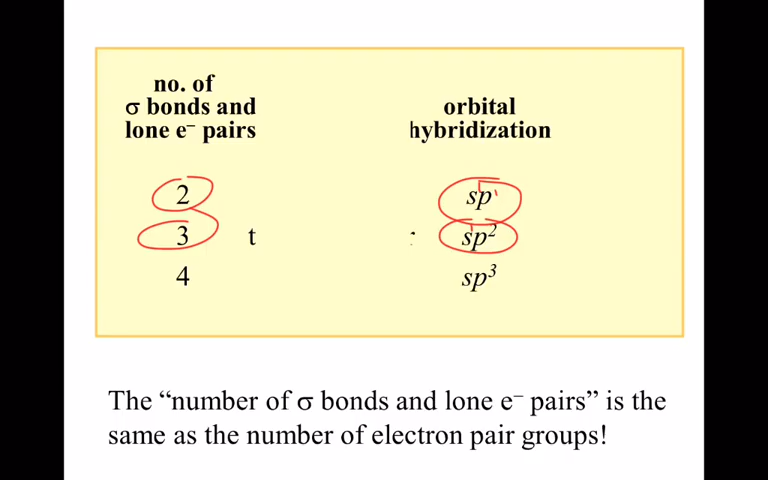 no. of
σ bonds and
lone e⁻ pairs
orbital
hybridization
2 sp
3 t sp²
4 sp³
The “number of σ bonds and lone e⁻ pairs” is the
same as the number of electron pair groups!